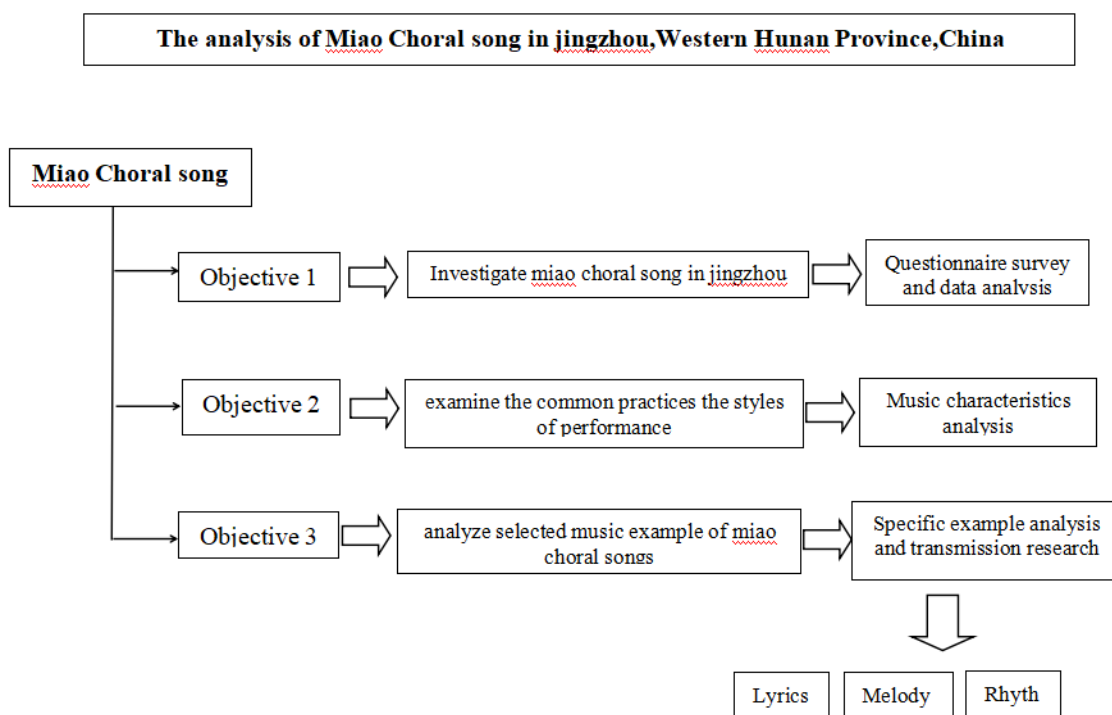 The analysis of Miao Choral song in jingzhou,Western Hunan Province,China
Miao Choral song
Objective 1
Investigate miao choral song in jingzhou
Questionnaire survey
and data analysis
Objective 2
examine the common practices the styles
of performance
Music characteristics
analysis
Objective 3
analyze selected music example of miao
choral songs
Specific example analysis
and transmission research
Lyrics
Melody
Rhyth